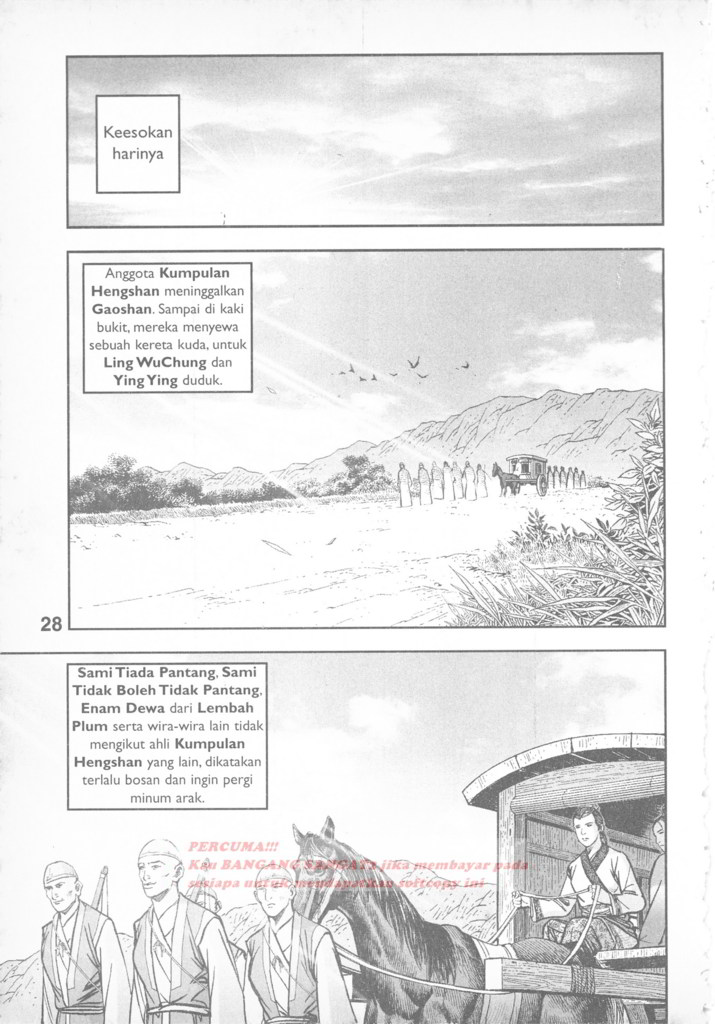 Keesokan
harinya
Anggota Kumpulan
Hengshan meninggalkan
Gaoshan. Sampai di kaki
bukit, mereka menyewa
sebuah kereta kuda, untuk
Ling WuChung dan
Ying Ying duduk.
28
Sami Tiada Pantang, Sami
Tidak Boleh Tidak Pantang,
Enam Dewa dari Lembah
Plum serta wira-wira lain tidak
mengikut ahli Kumpulan
Hengshan yang lain, dikatakan
terlalu bosan dan ingin pergi
minum arak.
PERCUMA!!!
Kau BANGANG SANGAT2 jika membayar pada
sesiapa untuk mendapatkan softcopy ini